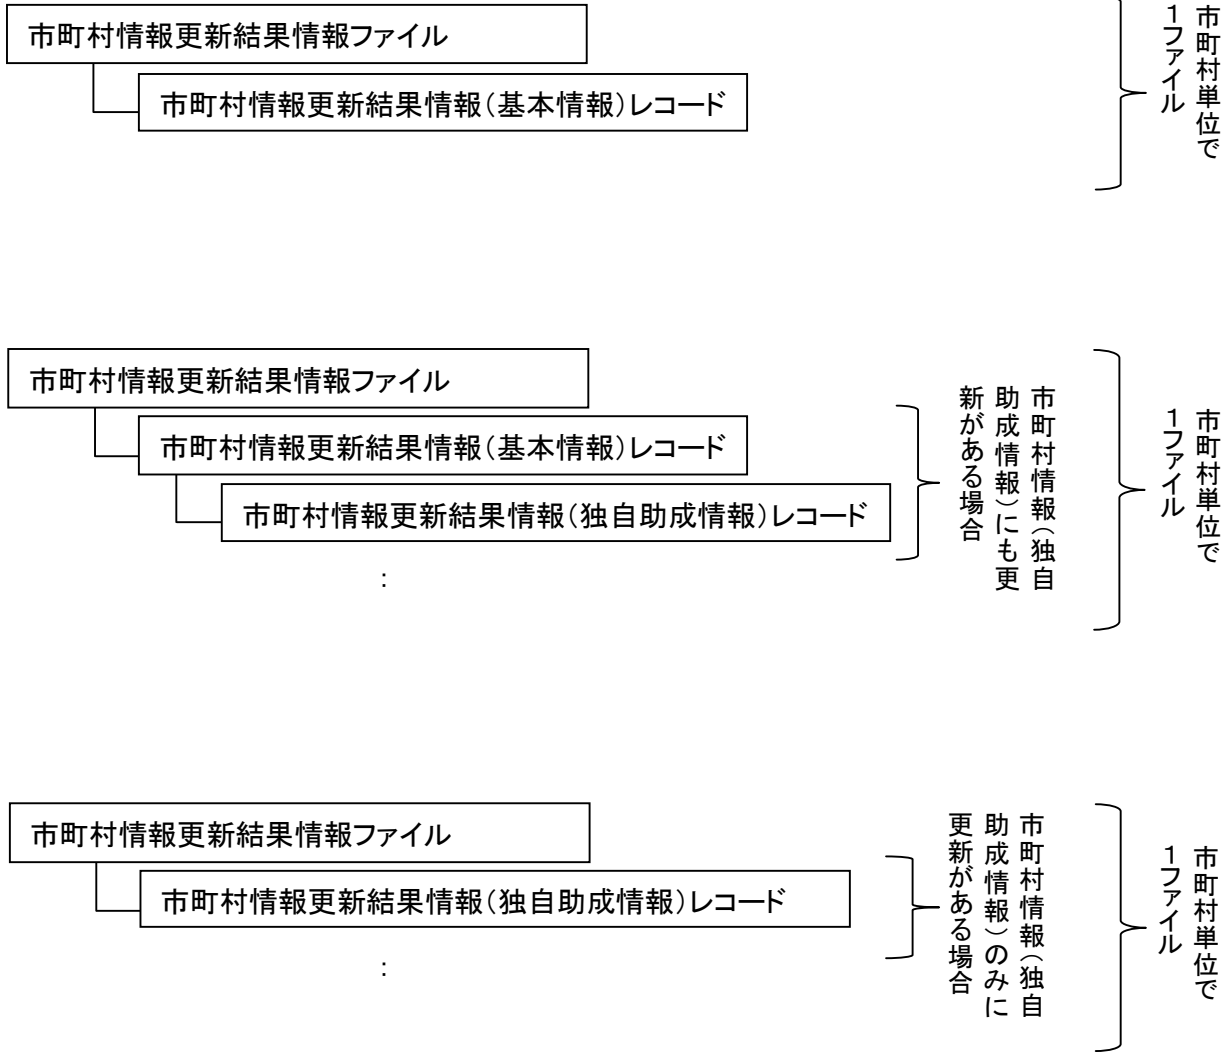 市町村情報更新結果情報ファイル
市町村情報更新結果情報(基本情報)レコード
市町村単位で
1ファイル
市町村情報更新結果情報ファイル
市町村情報更新結果情報(基本情報)レコード
市町村情報更新結果情報(独自助成情報)レコード
:
市町村情報(独自
助成情報)にも更
新がある場合
市町村単位で
1ファイル
市町村情報更新結果情報ファイル
市町村情報更新結果情報(独自助成情報)レコード
:
市町村情報(独自
助成情報)のみに
更新がある場合
市町村単位で
1ファイル